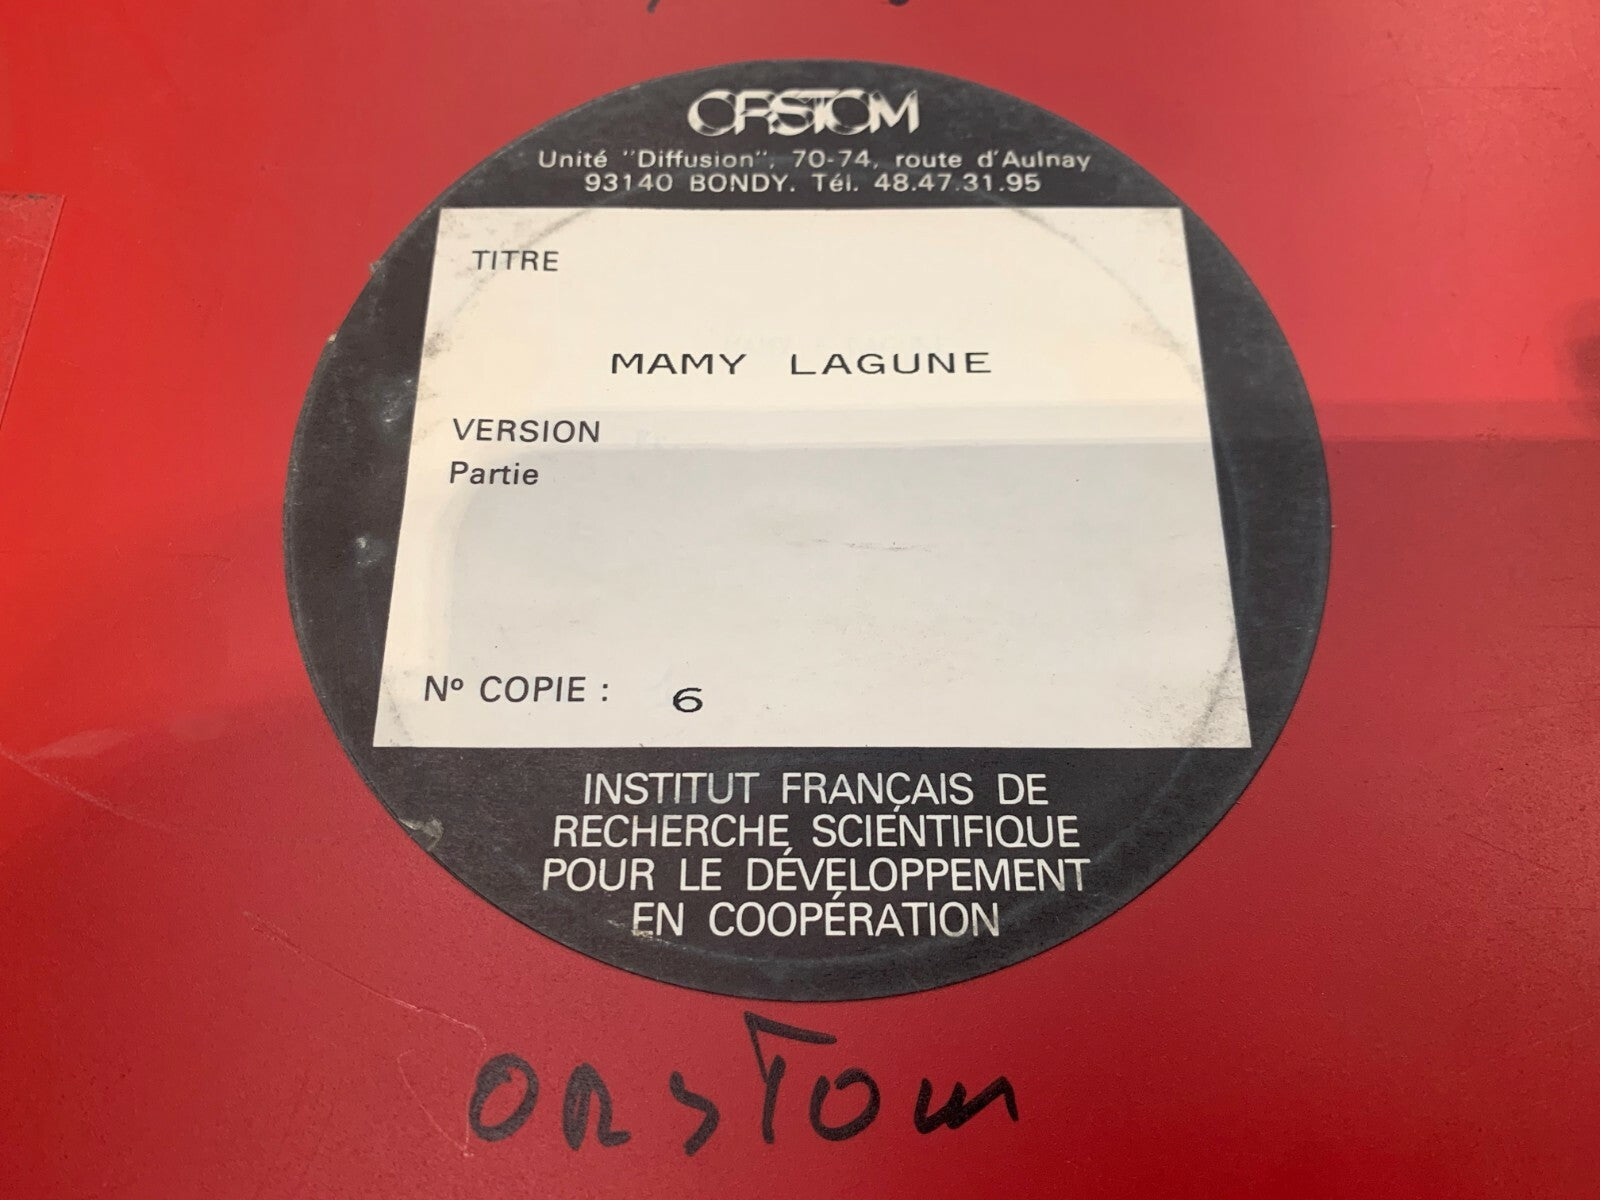 ORSTOM
Unité "Diffusion", 70-74, route d'Aulnay
93140 BONDY. Tél. 48.47.31.95
TITRE
MAMY LAGUNE
VERSION
Partie
Nº COPIE : 6
INSTITUT FRANÇAIS DE
RECHERCHE SCIENTIFIQUE
POUR LE DÉVELOPPEMENT
EN COOPÉRATION
ORSTOM